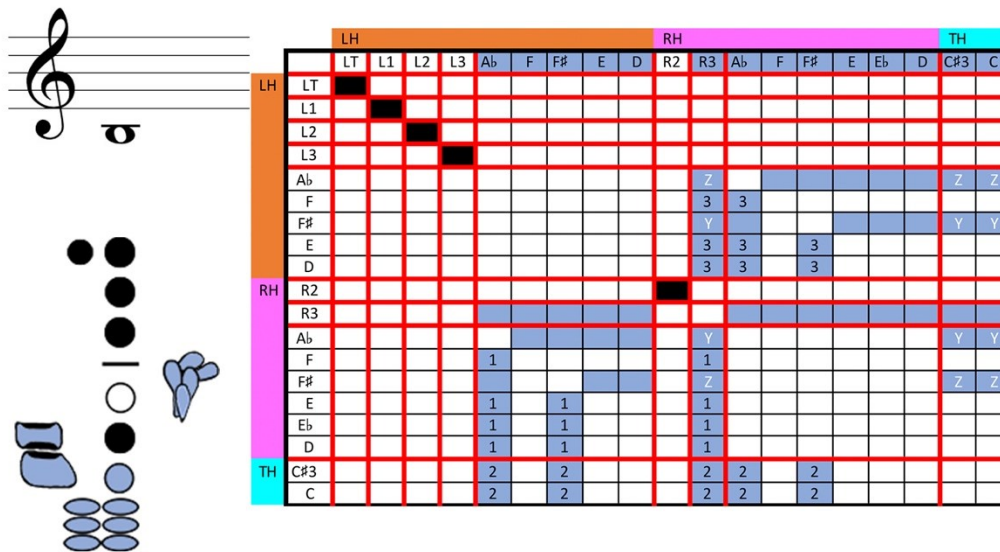 LH RH TH
LT L1 L2 L3 A♭ F F♯ E D R2 R3 A♭ F F♯ E E♭ D C♯3 C
LH LT
L1
L2
L3
A♭ Z Z Z
F 3 3
F♯ Y Y Y
E 3 3 3
D 3 3 3
RH R2
R3
A♭ Y Y Y
F 1 1
F♯ Z Z Z
E 1 1 1
E♭ 1 1 1
D 1 1 1
TH C♯3 2 2 2 2 2
C 2 2 2 2 2